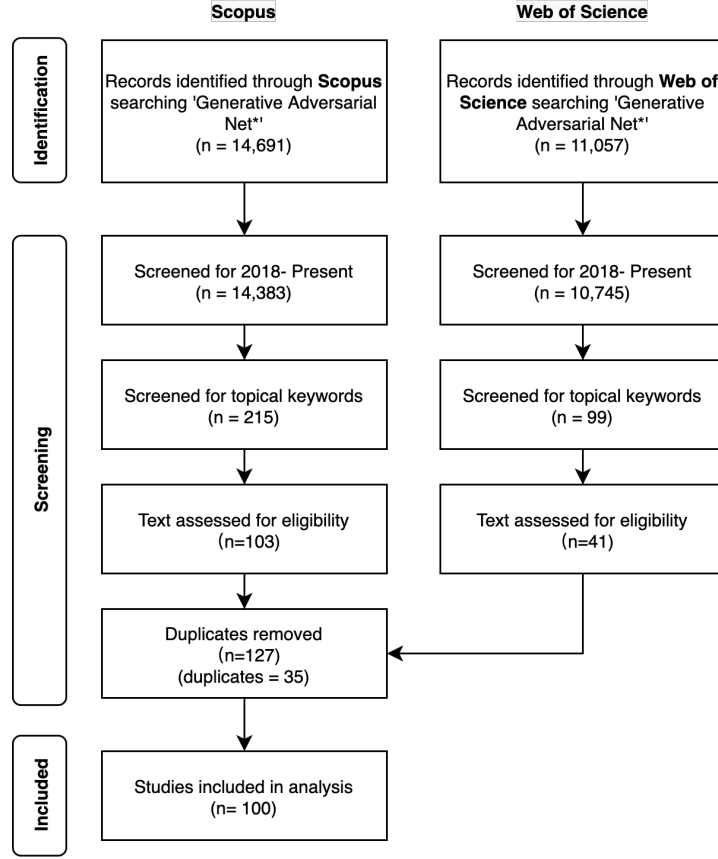 Scopus
Web of Science
Identification
Records identified through Scopus
searching 'Generative Adversarial
Net*'
(n = 14,691)
Records identified through Web of
Science searching 'Generative
Adversarial Net*'
(n = 11,057)
Screening
Screened for 2018- Present
(n = 14,383)
Screened for 2018- Present
(n = 10,745)
Screened for topical keywords
(n = 215)
Screened for topical keywords
(n = 99)
Text assessed for eligibility
(n=103)
Text assessed for eligibility
(n=41)
Duplicates removed
(n=127)
(duplicates = 35)
Included
Studies included in analysis
(n= 100)